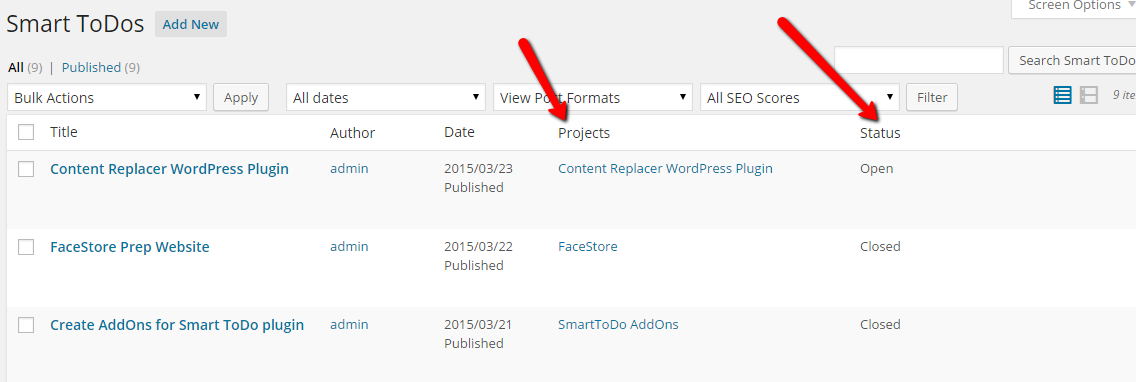 Screen Options
Smart ToDos Add New
All (9) | Published (9)
Search Smart ToDo
Bulk Actions Apply All dates View Post Formats All SEO Scores Filter 9 ite
Title Author Date Projects Status
Content Replacer WordPress Plugin admin 2015/03/23 Content Replacer WordPress Plugin Open
Published
FaceStore Prep Website admin 2015/03/22 FaceStore Closed
Published
Create AddOns for Smart ToDo plugin admin 2015/03/21 SmartToDo AddOns Closed
Published